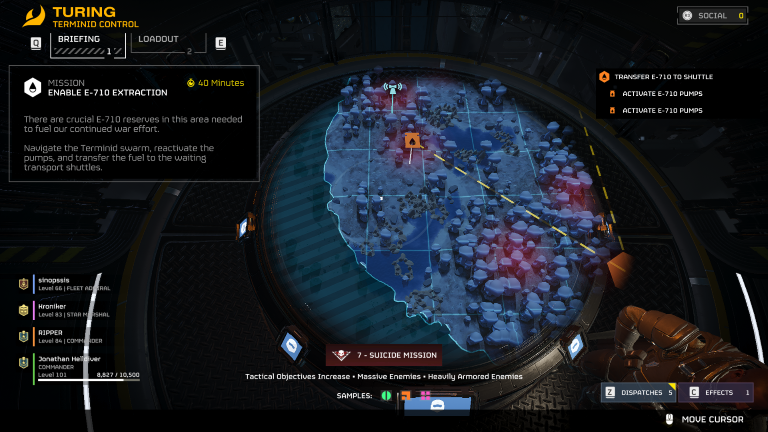 TURING
TERMINID CONTROL
SOCIAL 0
Q
BRIEFING
1
LOADOUT
2
E
MISSION
ENABLE E-710 EXTRACTION
40 Minutes
There are crucial E-710 reserves in this area needed
to fuel our continued war effort.
Navigate the Terminid swarm, reactivate the
pumps, and transfer the fuel to the waiting
transport shuttles.
TRANSFER E-710 TO SHUTTLE
ACTIVATE E-710 PUMPS
ACTIVATE E-710 PUMPS
sinopssis
Level 66 | FLEET ADMIRAL
Kroniker
Level 83 | STAR MARSHAL
RIPPER
Level 84 | COMMANDER
Jonathan Helldiver
COMMANDER
Level 101
8,827 / 10,500
7 - SUICIDE MISSION
Tactical Objectives Increase • Massive Enemies • Heavily Armored Enemies
SAMPLES:
Z DISPATCHES 5
C EFFECTS 1
MOVE CURSOR